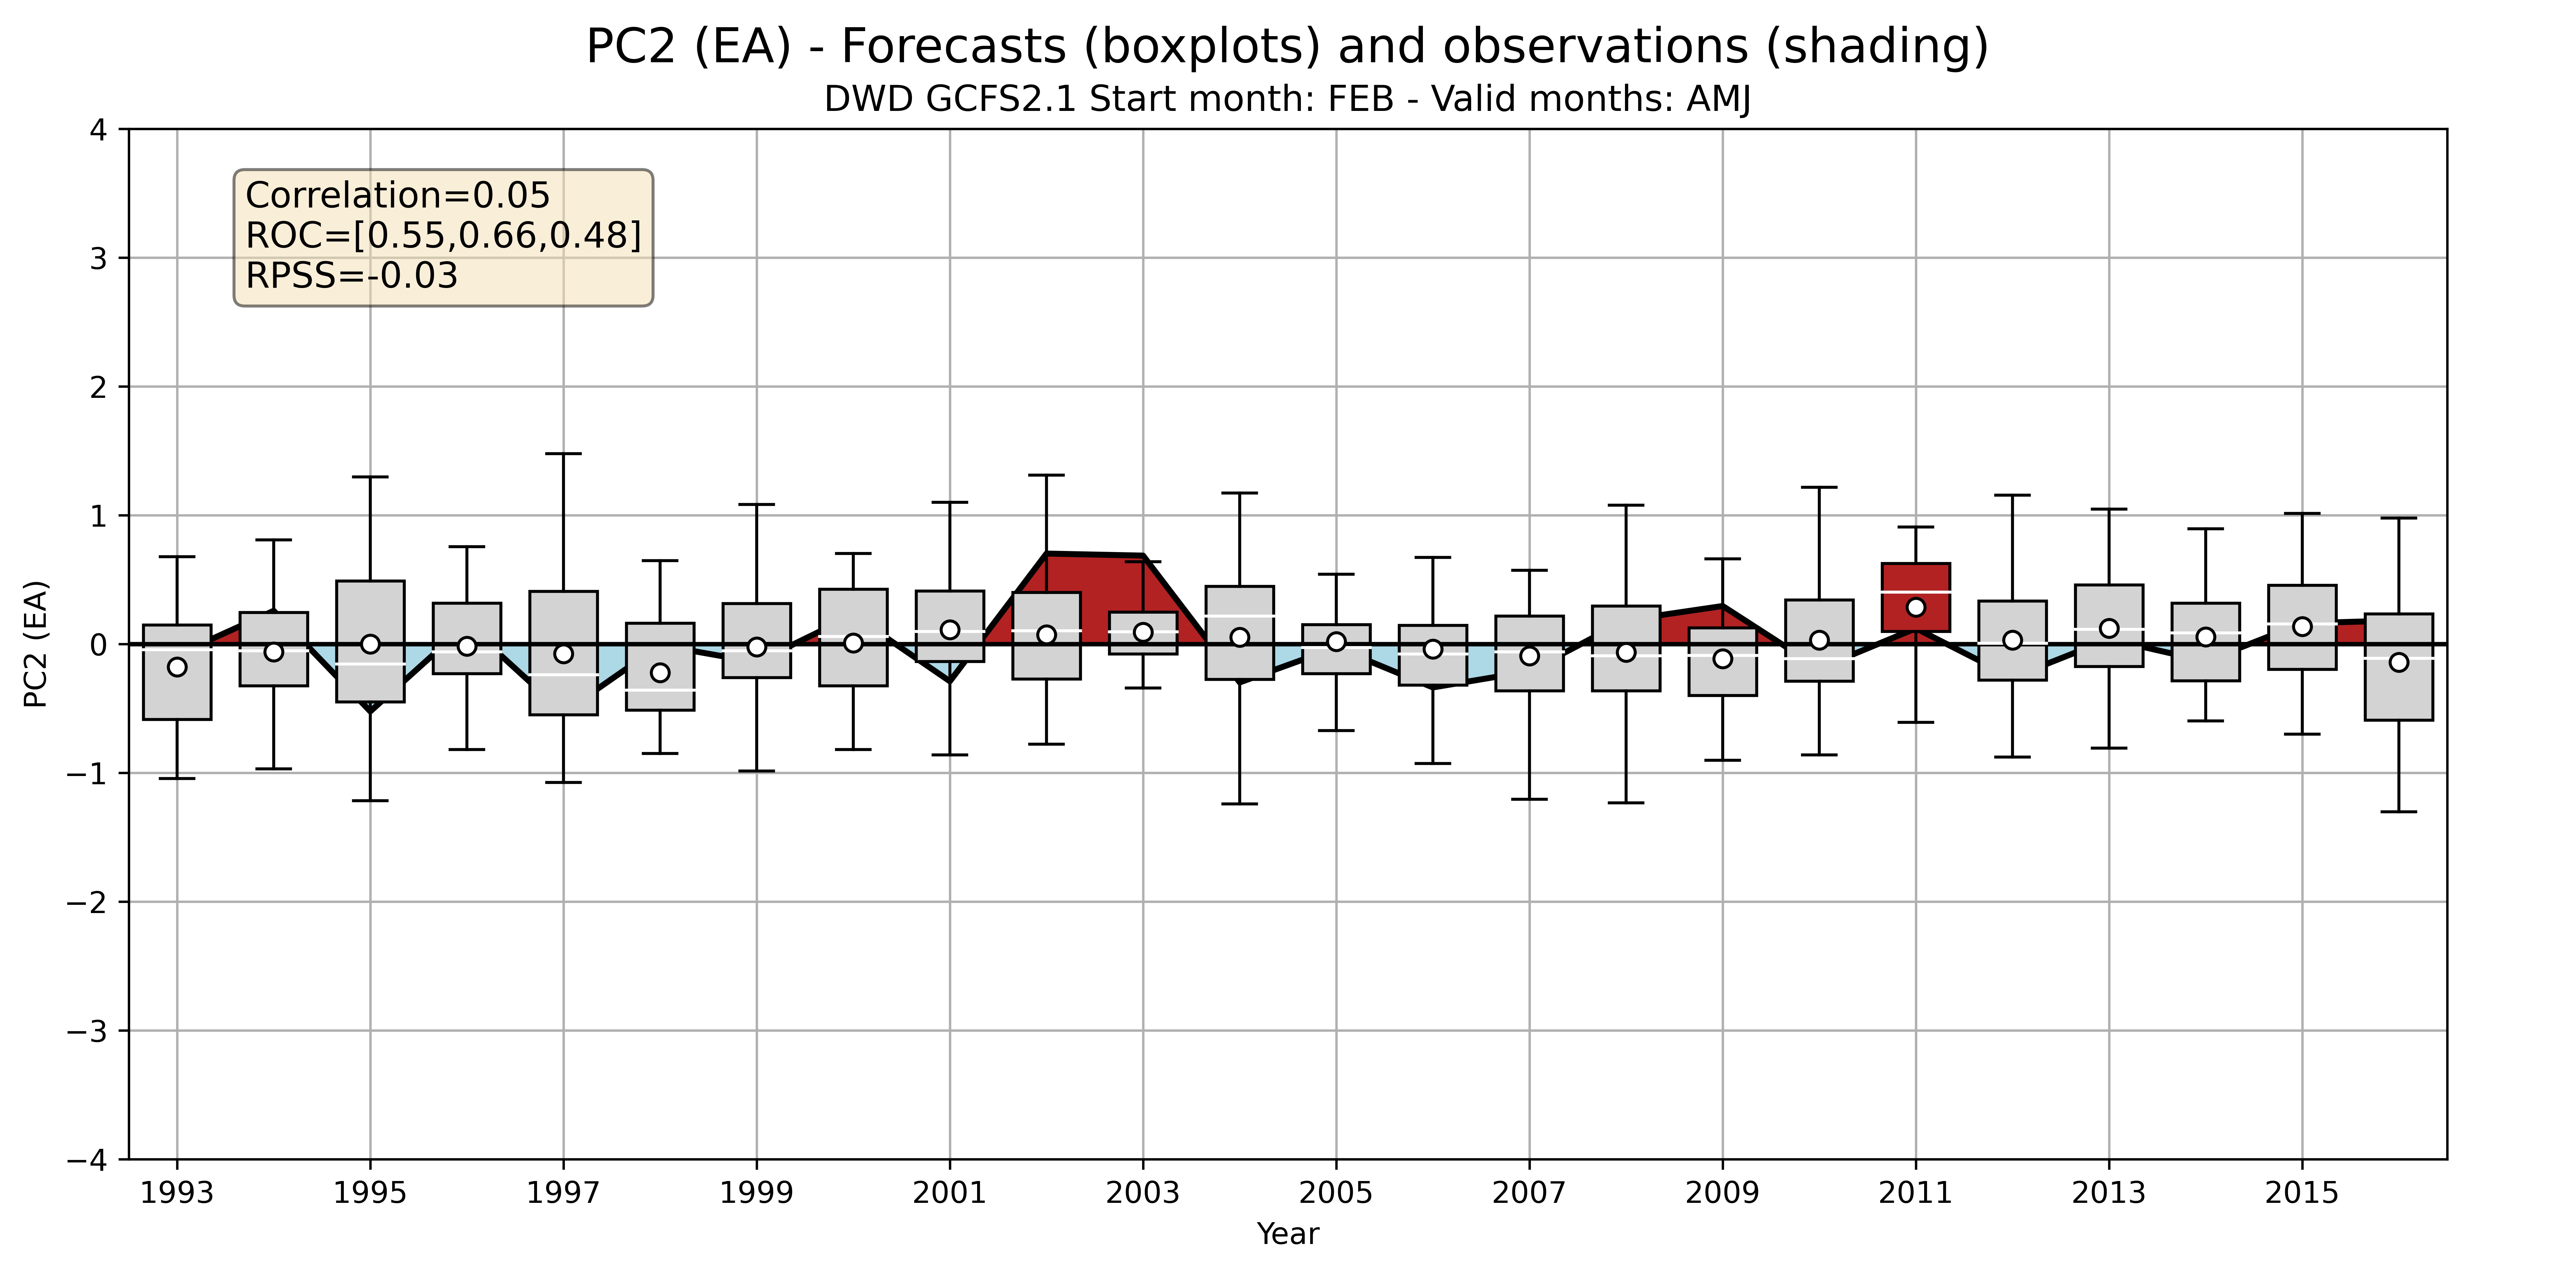 PC2 (EA) - Forecasts (boxplots) and observations (shading)
DWD GCFS2.1 Start month: FEB - Valid months: AMJ
Correlation=0.05
ROC=[0.55,0.66,0.48]
RPSS=-0.03
PC2 (EA)
4
3
2
1
0
−1
−2
−3
−4
1993 1995 1997 1999 2001 2003 2005 2007 2009 2011 2013 2015
Year